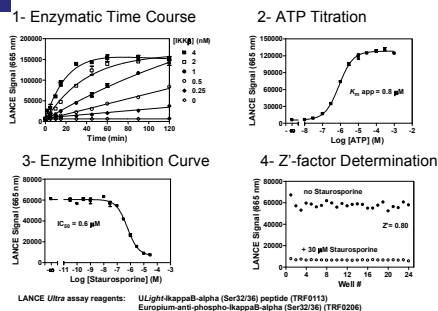 1- Enzymatic Time Course
LANCE Signal (665 nm)
200000
150000
100000
50000
0
0 20 40 60 80 100 120
Time (min)
[IKKβ] (nM)
4
2
1
0.5
0.25
0
2- ATP Titration
LANCE Signal (665 nm)
150000
120000
90000
60000
30000
0
Km app = 0.8 µM
-∞ -8 -7 -6 -5 -4 -3 -2
Log [ATP] (M)
3- Enzyme Inhibition Curve
LANCE Signal (665 nm)
80000
60000
40000
20000
0
IC50 = 0.6 µM
-∞ -11 -10 -9 -8 -7 -6 -5 -4 -3
Log [Staurosporine] (M)
4- Z'-factor Determination
LANCE Signal (665 nm)
80000
60000
40000
20000
0
no Staurosporine
Z'= 0.80
+ 30 µM Staurosporine
0 4 8 12 16 20 24
Well #
LANCE Ultra assay reagents: ULight-IkappaB-alpha (Ser32/36) peptide (TRF0113)
Europium-anti-phospho-IkappaB-alpha (Ser32/36) (TRF0206)